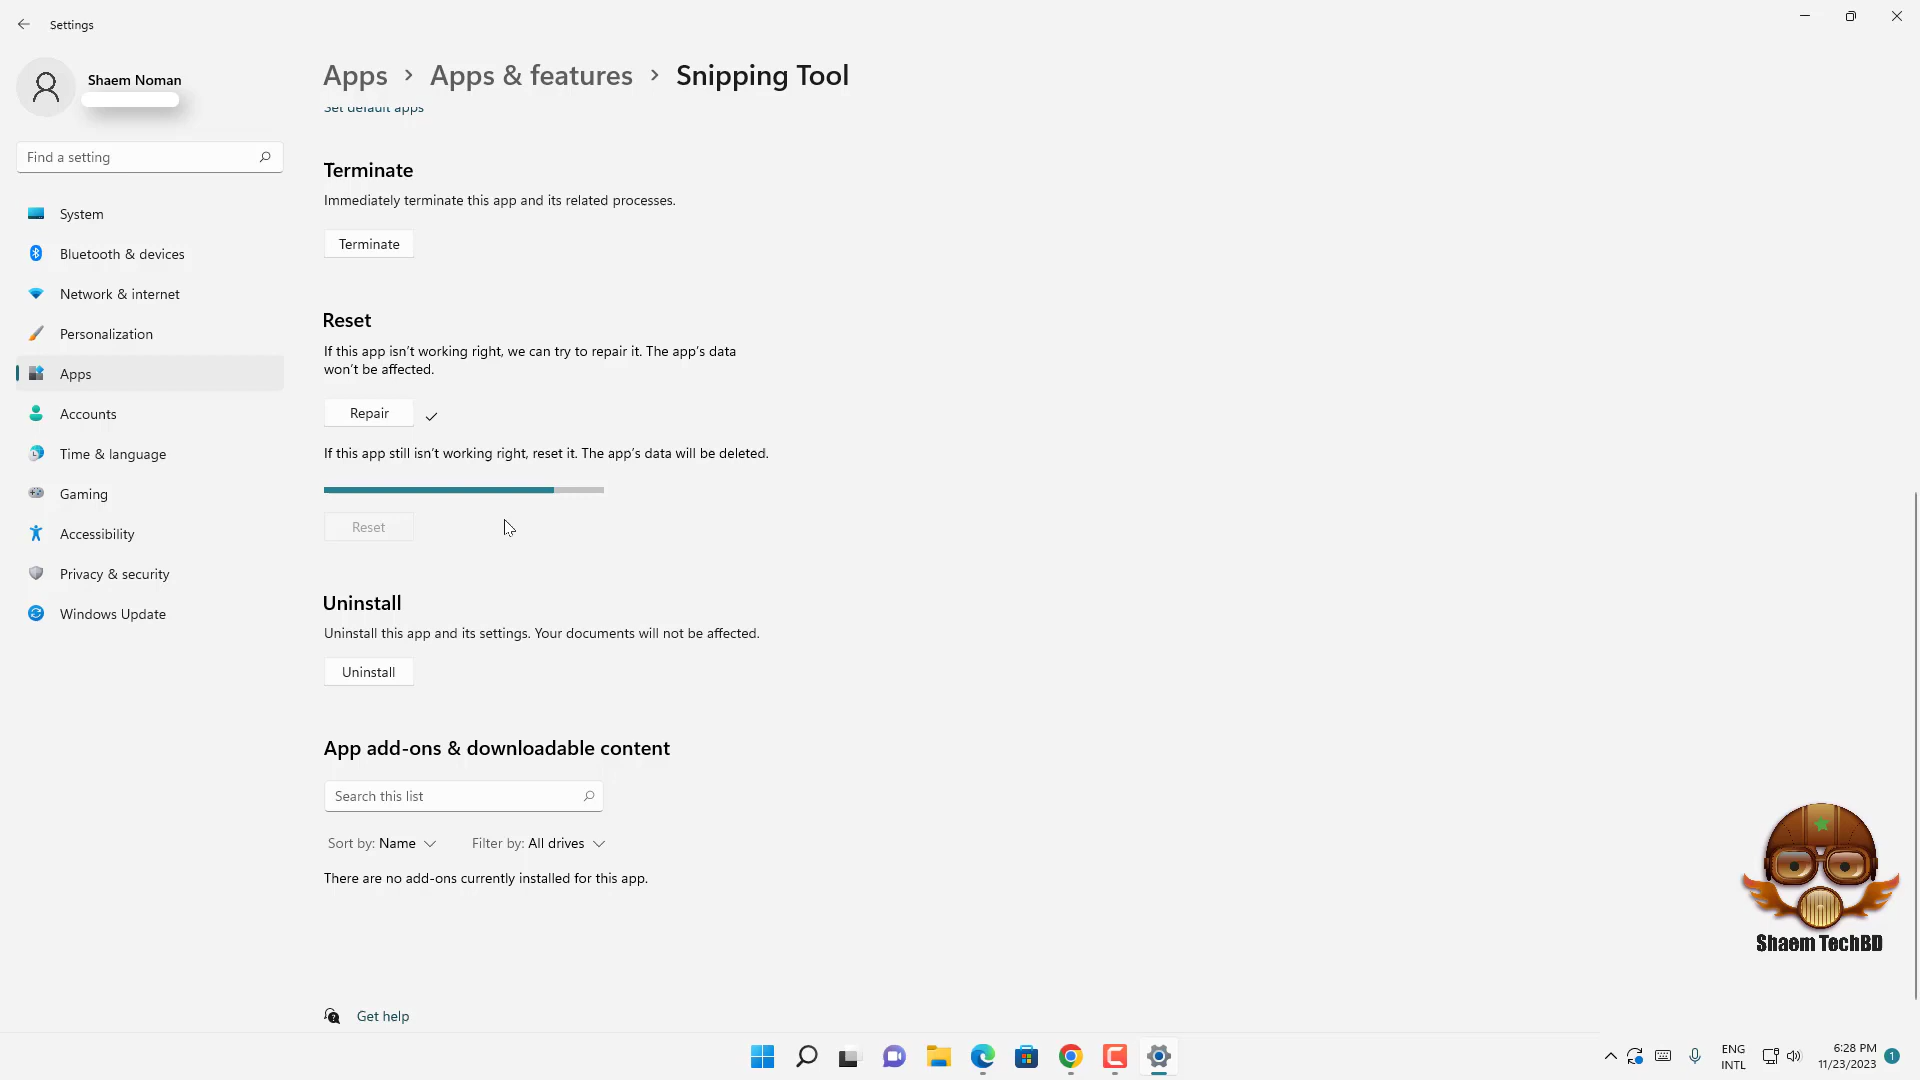 Settings
Shaem Noman
Find a setting
System
Bluetooth & devices
Network & internet
Personalization
Apps
Accounts
Time & language
Gaming
Accessibility
Privacy & security
Windows Update
Apps > Apps & features > Snipping Tool
Set default apps
Terminate
Immediately terminate this app and its related processes.
Terminate
Reset
If this app isn't working right, we can try to repair it. The app's data
won't be affected.
Repair
If this app still isn't working right, reset it. The app's data will be deleted.
Reset
Uninstall
Uninstall this app and its settings. Your documents will not be affected.
Uninstall
App add-ons & downloadable content
Search this list
Sort by: Name Filter by: All drives
There are no add-ons currently installed for this app.
Get help
Shaem TechBD
ENG
INTL
6:28 PM
11/23/2023
1